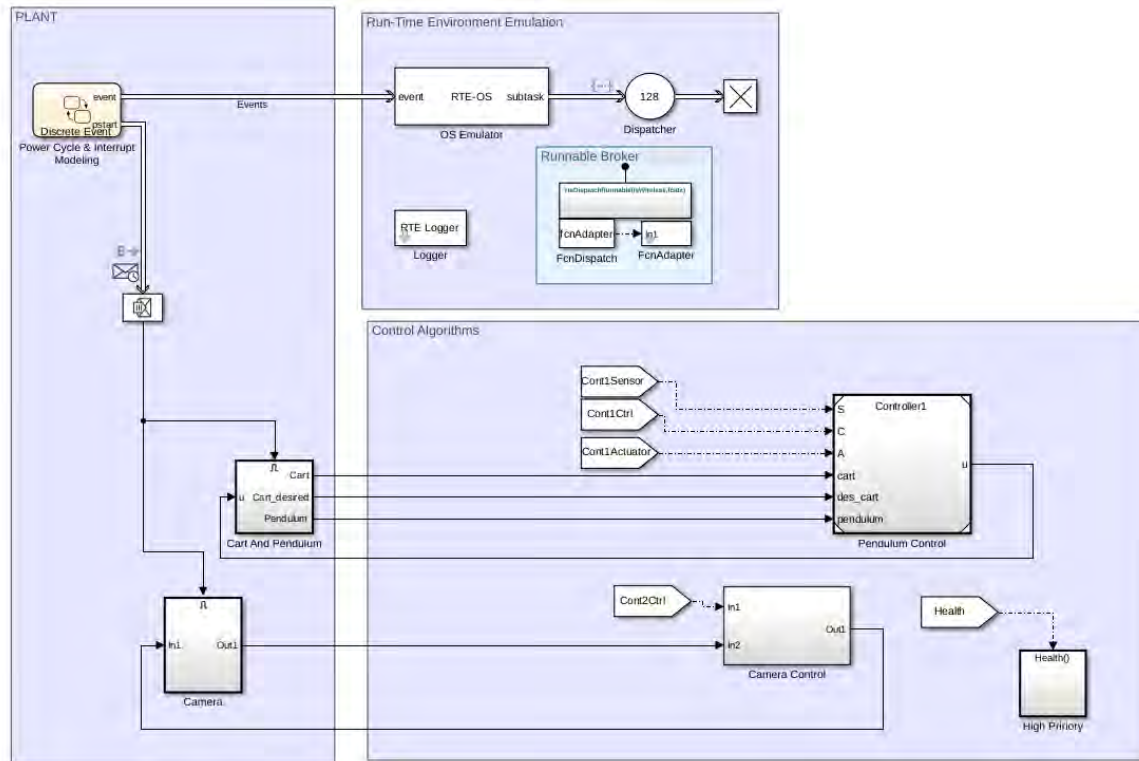 PLANT
event
pstart
Discrete Event
Power Cycle & Interrupt
Modeling
Events
Run-Time Environment Emulation
event
RTE-OS
subtask
OS Emulator
{...}
128
Dispatcher
Runnable Broker
fcnAdapter
In1
FcnDispatch
FcnAdapter
RTE Logger
Logger
Control Algorithms
Cont1Sensor
Cont1Ctrl
Cont1Actuator
S
C
A
cart
des_cart
pendulum
Controller1
u
Pendulum Control
u
Cart
Cart_desired
Pendulum
Cart And Pendulum
In1
Out1
Camera
Cont2Ctrl
In1
In2
Out1
Camera Control
Health
Health()
High Pririory